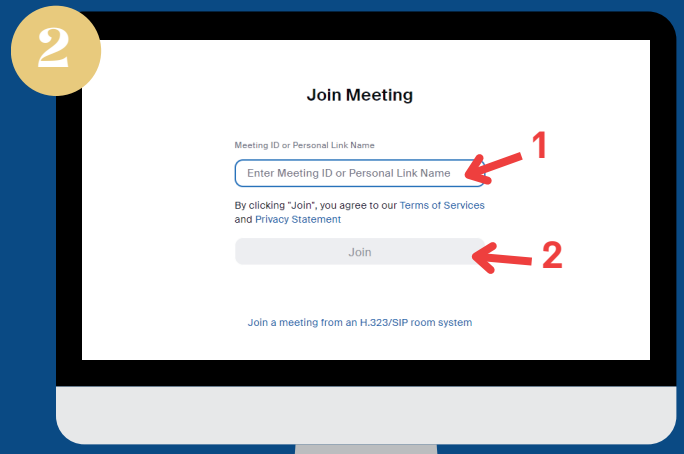 2
Join Meeting
Meeting ID or Personal Link Name
1
Enter Meeting ID or Personal Link Name
By clicking "Join", you agree to our Terms of Services
and Privacy Statement
Join
2
Join a meeting from an H.323/SIP room system